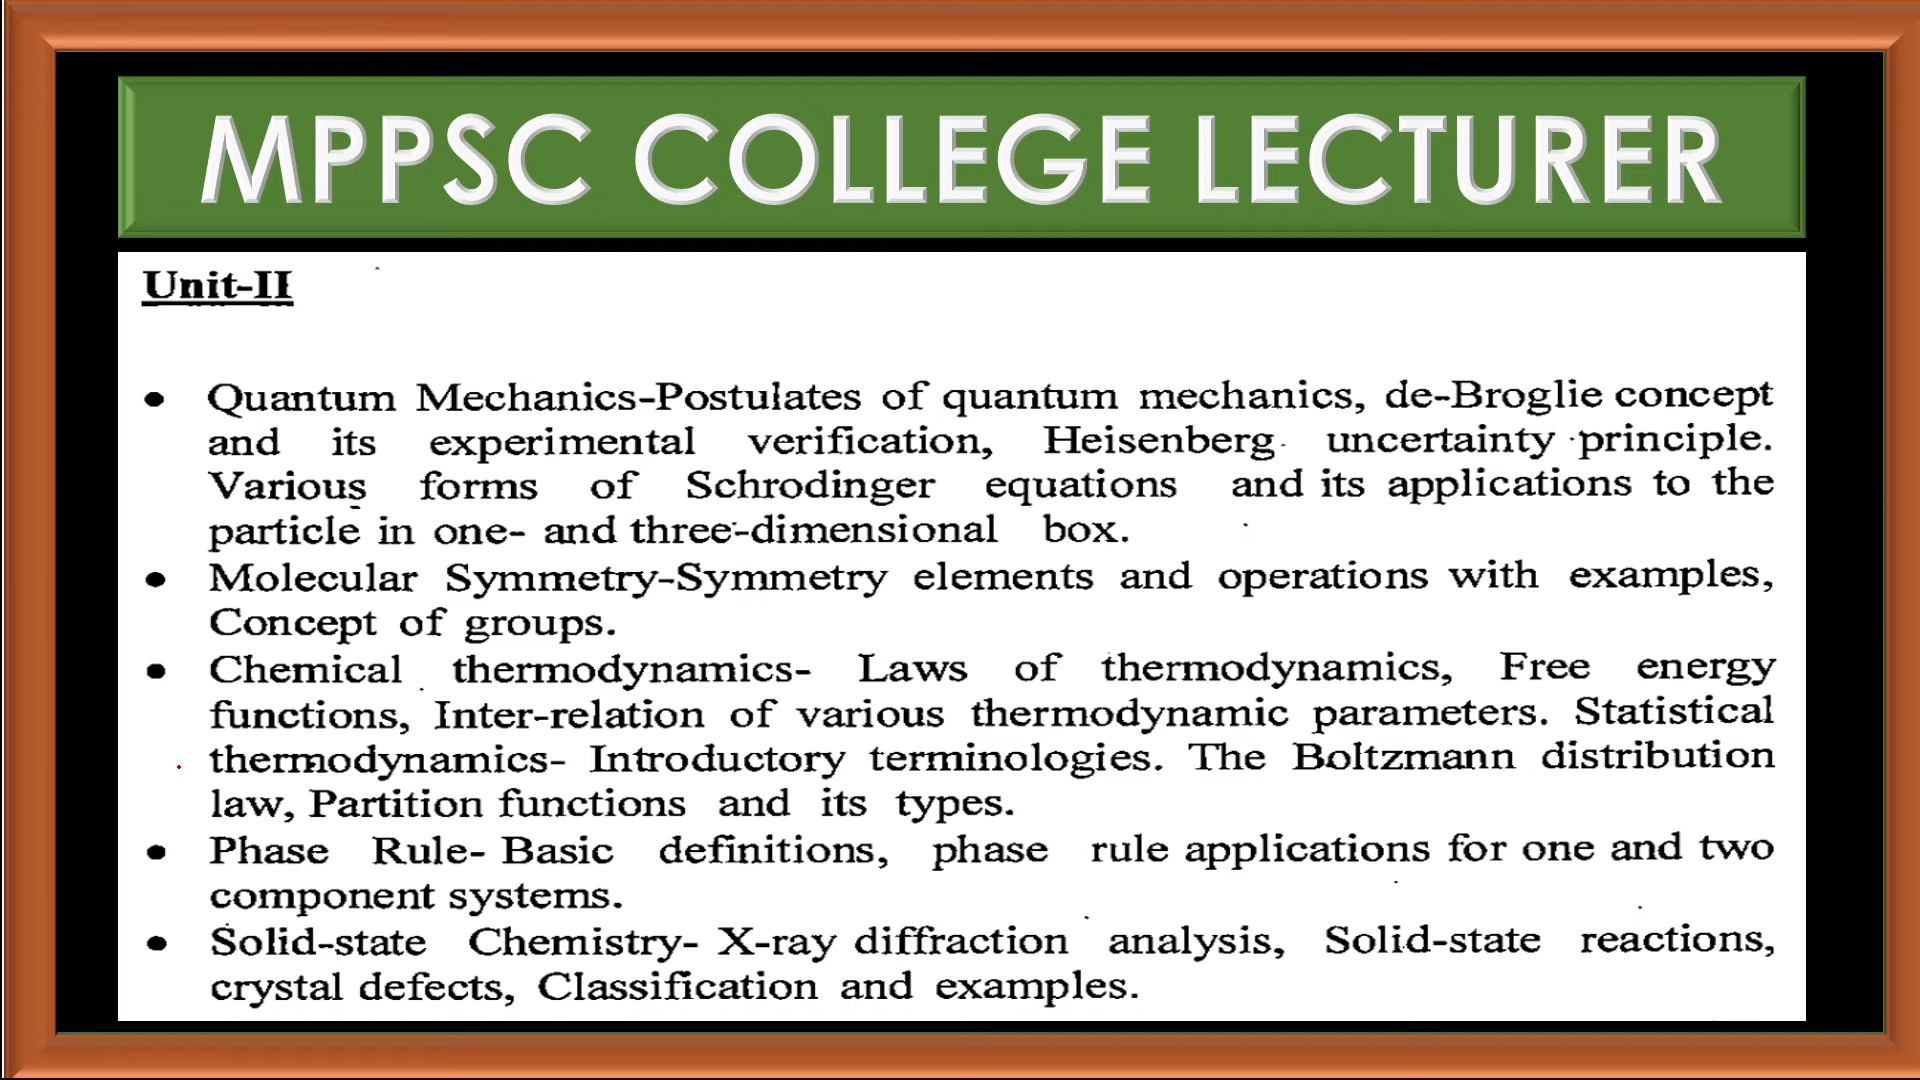 MPPSC COLLEGE LECTURER
Unit-II
• Quantum Mechanics-Postulates of quantum mechanics, de-Broglie concept
and its experimental verification, Heisenberg uncertainty principle.
Various forms of Schrodinger equations and its applications to the
particle in one- and three-dimensional box.
• Molecular Symmetry-Symmetry elements and operations with examples,
Concept of groups.
• Chemical thermodynamics- Laws of thermodynamics, Free energy
functions, Inter-relation of various thermodynamic parameters. Statistical
thermodynamics- Introductory terminologies. The Boltzmann distribution
law, Partition functions and its types.
• Phase Rule- Basic definitions, phase rule applications for one and two
component systems.
• Solid-state Chemistry- X-ray diffraction analysis, Solid-state reactions,
crystal defects, Classification and examples.